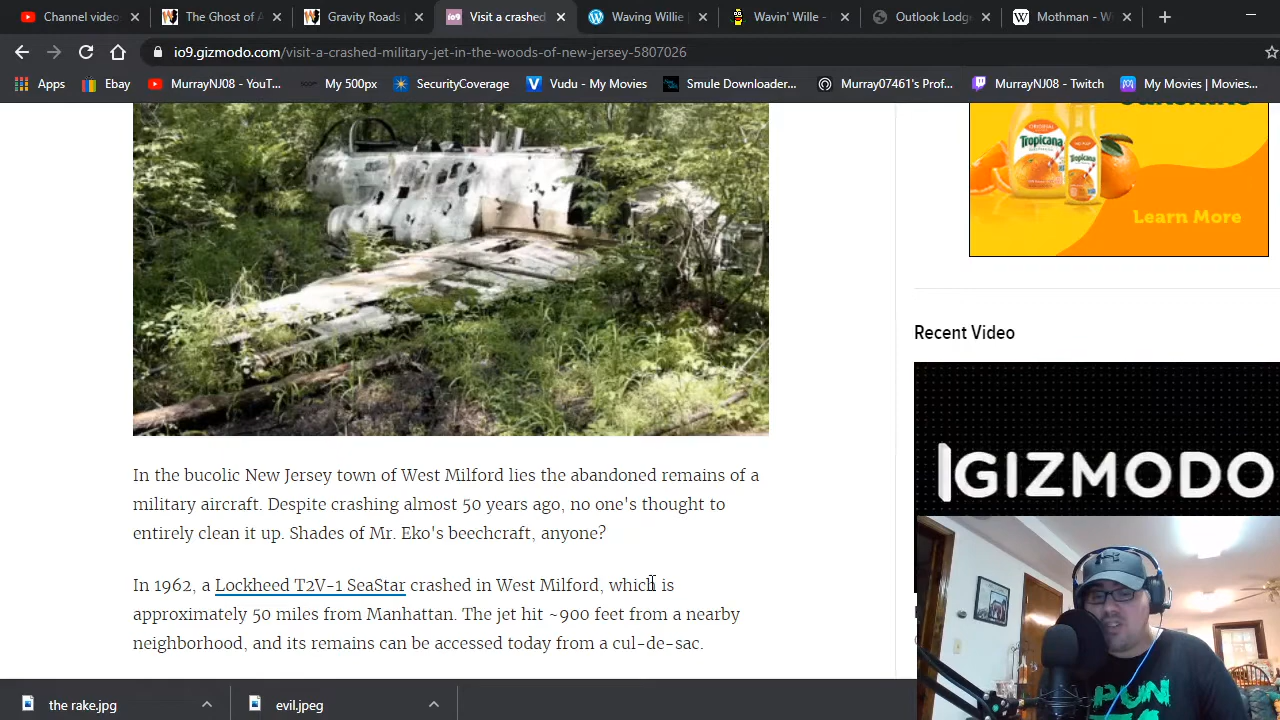 Channel video
The Ghost of A
Gravity Roads
io9
Visit a crashed
Waving Willie
Wavin' Wille -
Outlook Lodg
Mothman - W
io9.gizmodo.com/visit-a-crashed-military-jet-in-the-woods-of-new-jersey-5807026
Apps
Ebay
MurrayNJ08 - YouT...
My 500px
SecurityCoverage
Vudu - My Movies
Smule Downloader...
Murray07461's Prof...
MurrayNJ08 - Twitch
My Movies | Movies...
Tropicana
Tropicana
Learn More
Recent Video
GIZMODO
In the bucolic New Jersey town of West Milford lies the abandoned remains of a
military aircraft. Despite crashing almost 50 years ago, no one's thought to
entirely clean it up. Shades of Mr. Eko's beechcraft, anyone?
In 1962, a Lockheed T2V-1 SeaStar crashed in West Milford, which is
approximately 50 miles from Manhattan. The jet hit ~900 feet from a nearby
neighborhood, and its remains can be accessed today from a cul-de-sac.
the rake.jpg
evil.jpeg
PUN